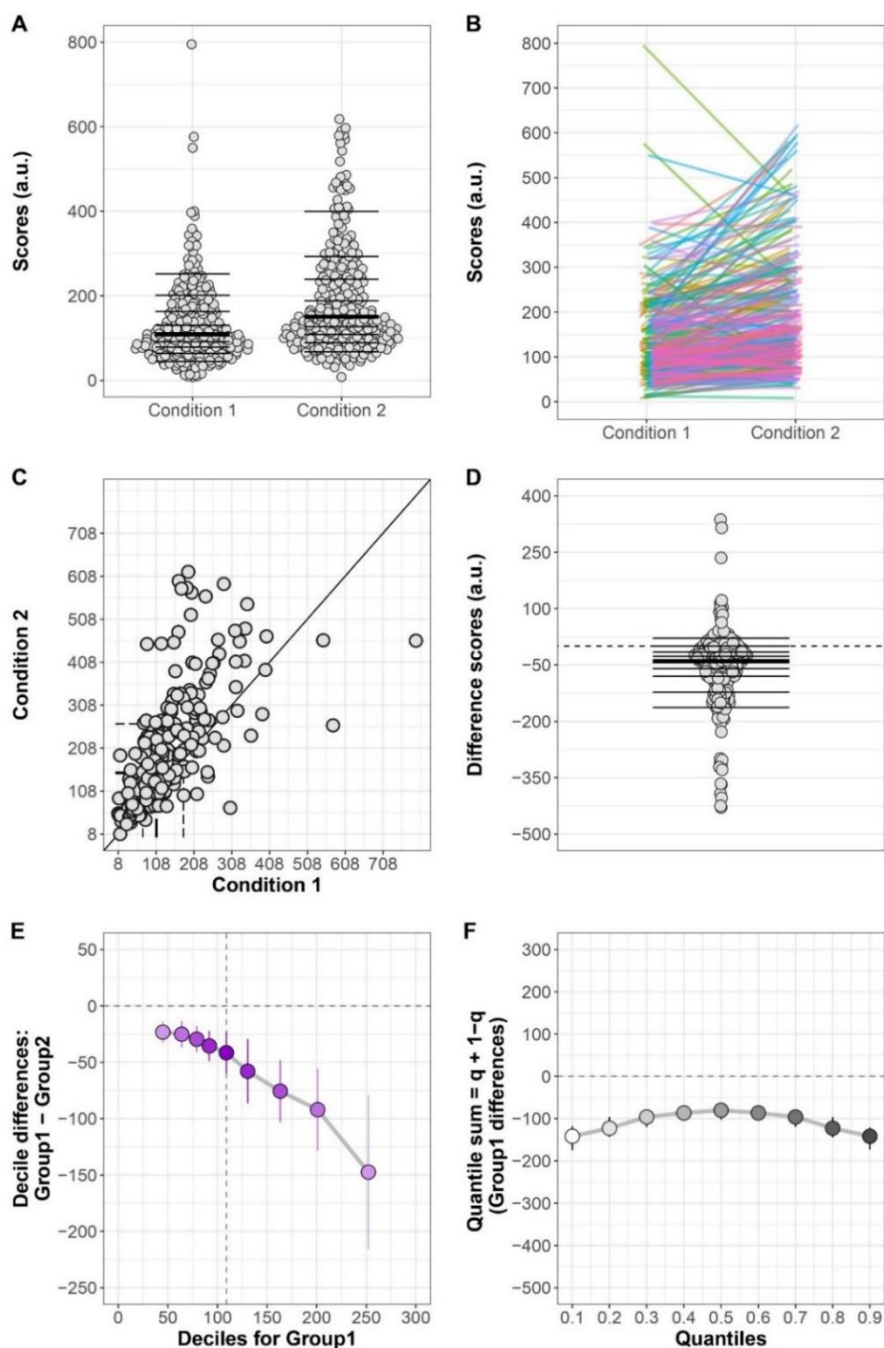 A
800
600
400
200
0
Scores (a.u.)
Condition 1 Condition 2
B
800
700
600
500
400
300
200
100
0
Scores (a.u.)
Condition 1 Condition 2
C
708
608
508
408
308
208
108
8
Condition 2
8 108 208 308 408 508 608 708
Condition 1
D
400
250
100
−50
−200
−350
−500
Difference scores (a.u.)
E
50
0
−50
−100
−150
−200
−250
Decile differences:
Group1 − Group2
0 50 100 150 200 250 300
Deciles for Group1
F
300
200
100
0
−100
−200
−300
−400
−500
Quantile sum = q + 1−q
(Group1 differences)
0.1 0.2 0.3 0.4 0.5 0.6 0.7 0.8 0.9
Quantiles